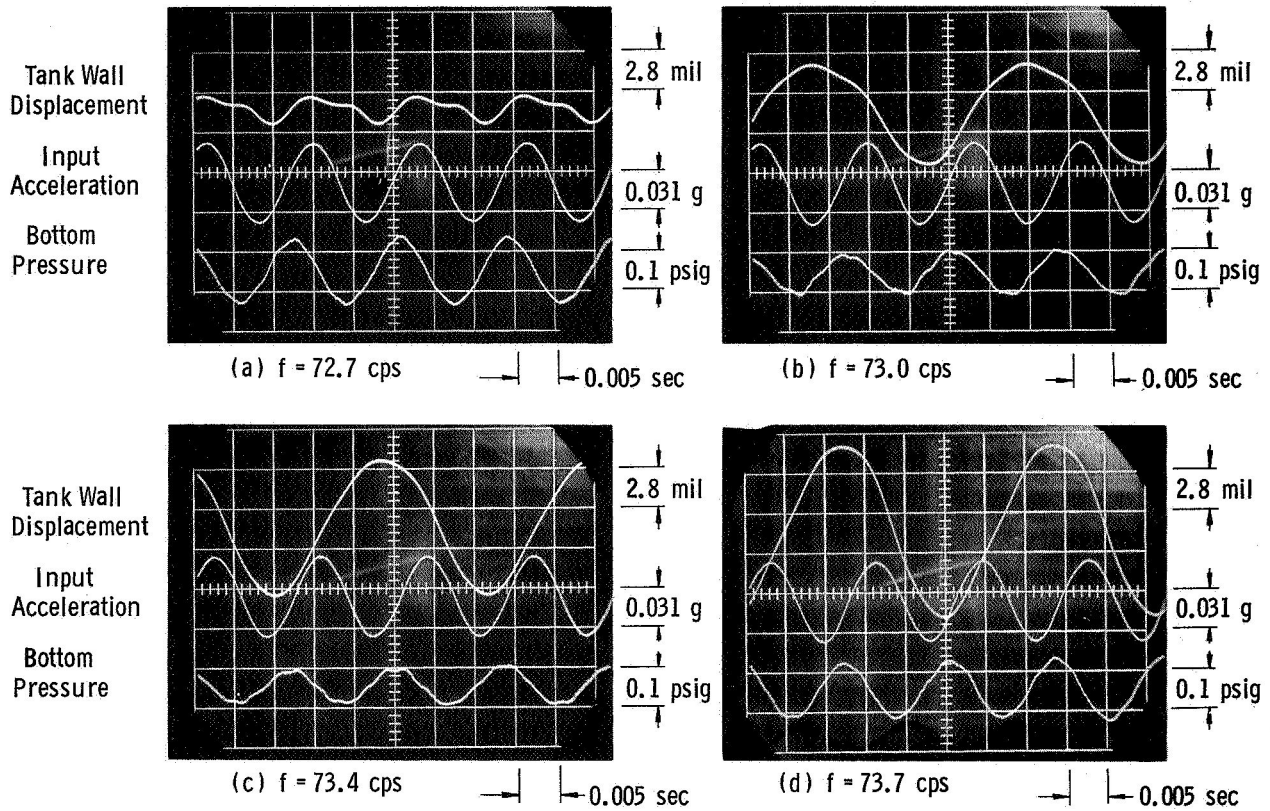 Tank Wall
Displacement
Input
Acceleration
Bottom
Pressure
2.8 mil
0.031 g
0.1 psig
(a) f = 72.7 cps
0.005 sec
2.8 mil
0.031 g
0.1 psig
(b) f = 73.0 cps
0.005 sec
Tank Wall
Displacement
Input
Acceleration
Bottom
Pressure
2.8 mil
0.031 g
0.1 psig
(c) f = 73.4 cps
0.005 sec
2.8 mil
0.031 g
0.1 psig
(d) f = 73.7 cps
0.005 sec